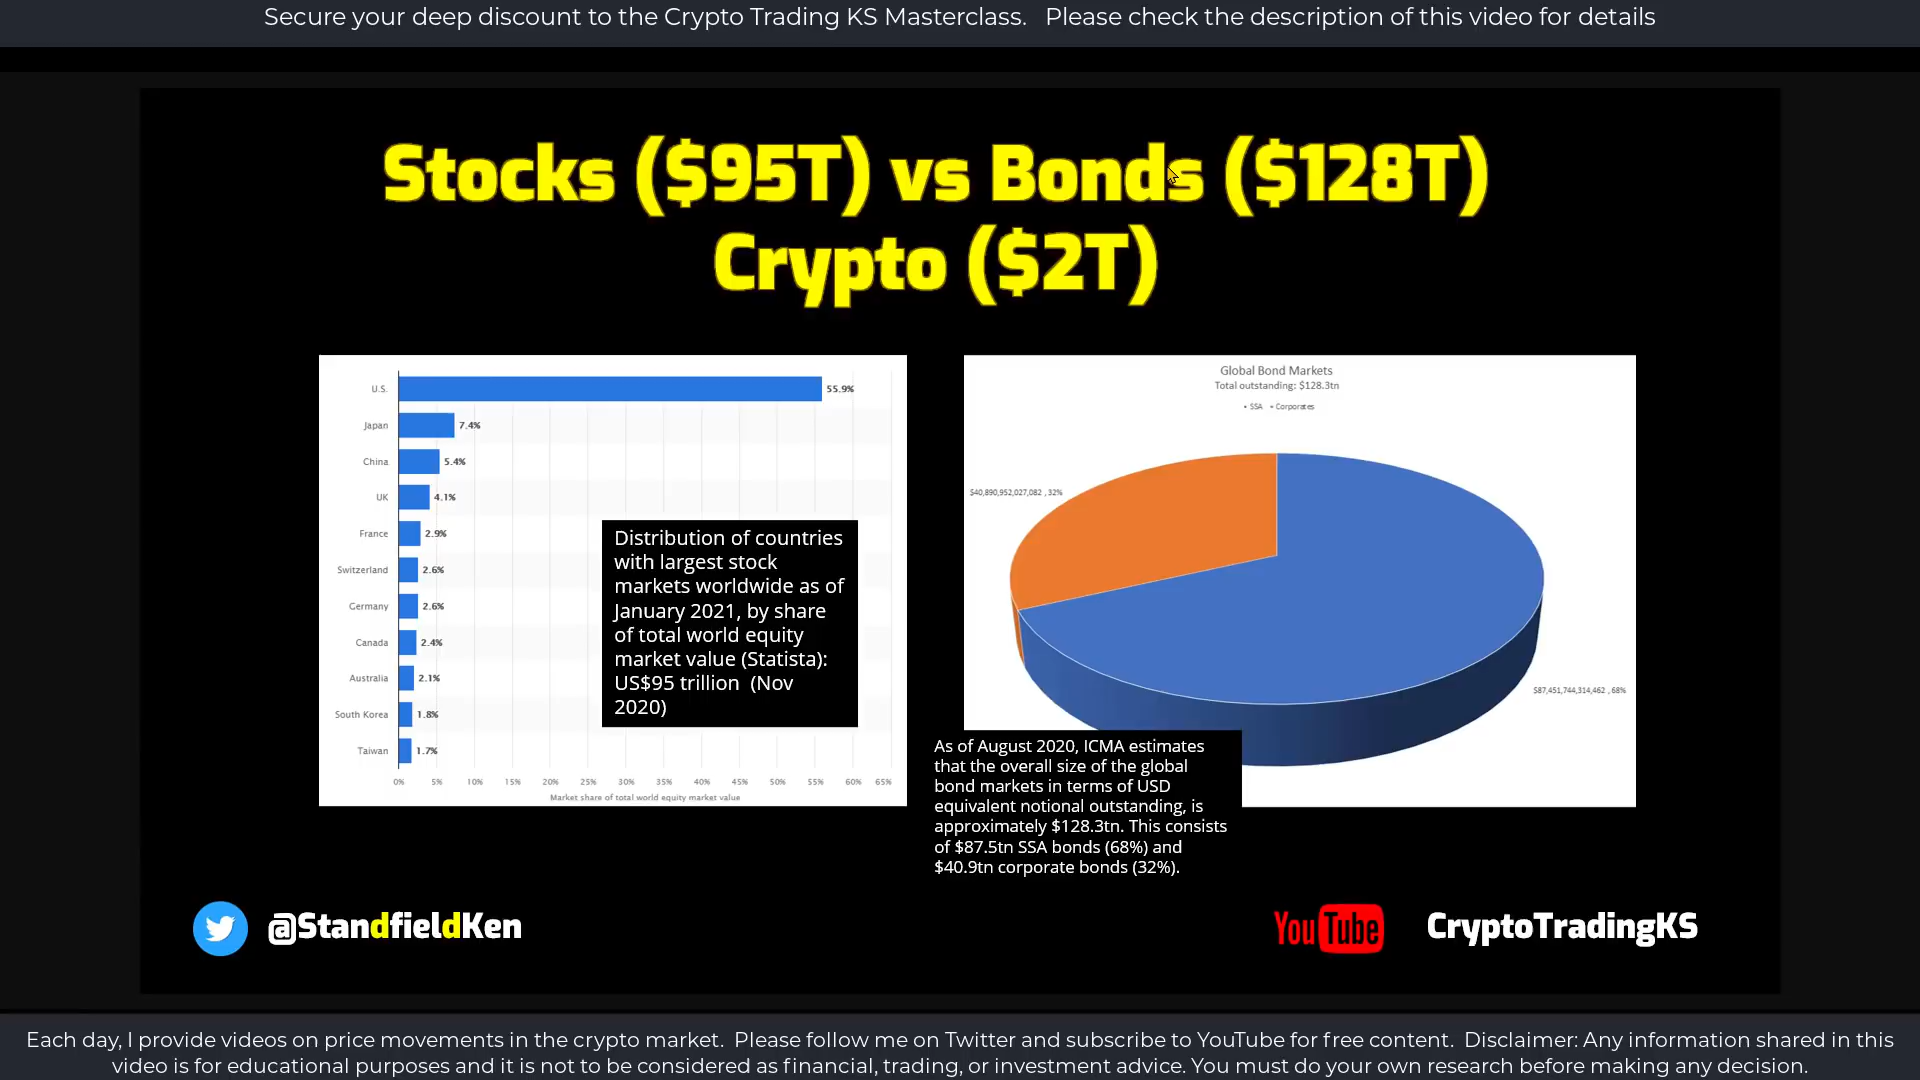 Secure your deep discount to the Crypto Trading KS Masterclass.   Please check the description of this video for details
Stocks ($95T) vs Bonds ($128T)
Crypto ($2T)
U.S. 55.9%
Japan 7.4%
China 5.4%
UK 4.1%
France 2.9%
Switzerland 2.6%
Germany 2.6%
Canada 2.4%
Australia 2.1%
South Korea 1.8%
Taiwan 1.7%
0% 5% 10% 15% 20% 25% 30% 35% 40% 45% 50% 55% 60% 65%
Market share of total world equity market value
Distribution of countries
with largest stock
markets worldwide as of
January 2021, by share
of total world equity
market value (Statista):
US$95 trillion  (Nov
2020)
Global Bond Markets
Total outstanding: $128.3tn
SSA Corporates
$40,890,952,027,082 , 32%
$87,451,744,314,462 , 68%
As of August 2020, ICMA estimates
that the overall size of the global
bond markets in terms of USD
equivalent notional outstanding, is
approximately $128.3tn. This consists
of $87.5tn SSA bonds (68%) and
$40.9tn corporate bonds (32%).
@StandfieldKen
YouTube CryptoTradingKS
Each day, I provide videos on price movements in the crypto market.  Please follow me on Twitter and subscribe to YouTube for free content.  Disclaimer: Any information shared in this
video is for educational purposes and it is not to be considered as financial, trading, or investment advice. You must do your own research before making any decision.